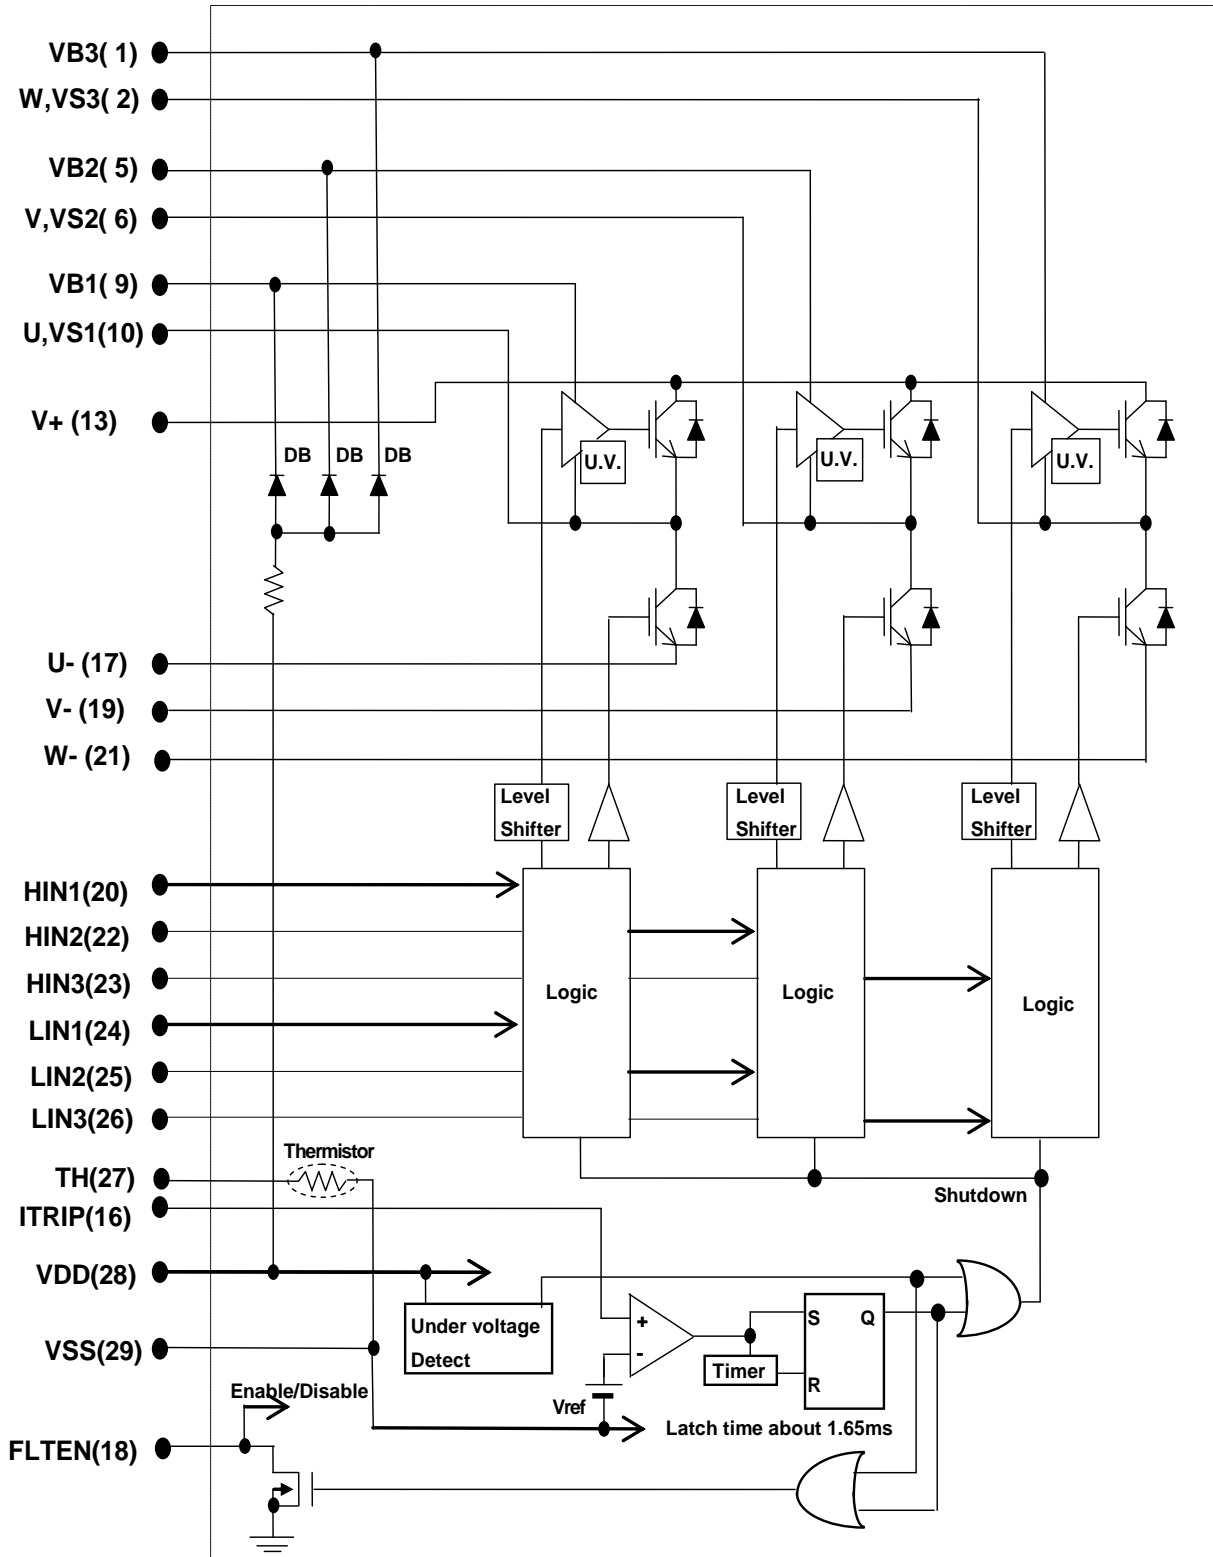 VB3( 1)
W,VS3( 2)
VB2( 5)
V,VS2( 6)
VB1( 9)
U,VS1(10)
V+ (13)
DB DB DB
U.V. U.V. U.V.
U- (17)
V- (19)
W- (21)
Level
Shifter
Level
Shifter
Level
Shifter
HIN1(20)
HIN2(22)
HIN3(23)
LIN1(24)
LIN2(25)
LIN3(26)
Logic
Logic
Logic
Thermistor
TH(27)
ITRIP(16)
Shutdown
VDD(28)
Under voltage
Detect
+
-
S Q
R
Timer
VSS(29)
Vref
Enable/Disable
Latch time about 1.65ms
FLTEN(18)